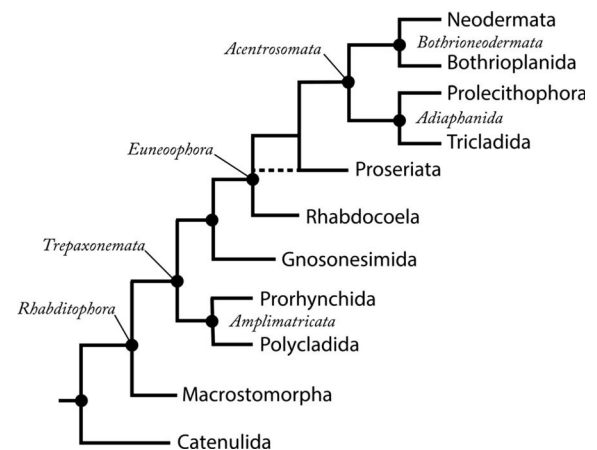 Neodermata
Acentrosomata
Bothrioneodermata
Bothrioplanida
Prolecithophora
Adiaphanida
Tricladida
Euneoophora
Proseriata
Rhabdocoela
Trepaxonemata
Gnosonesimida
Prorhynchida
Rhabditophora
Amplimatricata
Polycladida
Macrostomorpha
Catenulida